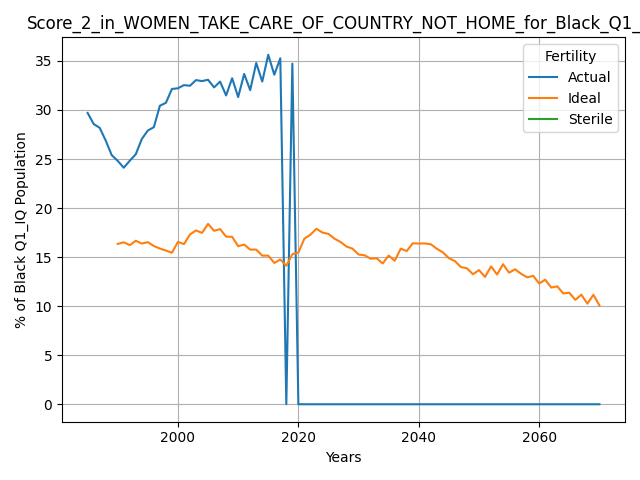 Score_2_in_WOMEN_TAKE_CARE_OF_COUNTRY_NOT_HOME_for_Black_Q1_
Fertility
Actual
Ideal
Sterile
% of Black Q1_IQ Population
35
30
25
20
15
10
5
0
2000 2020 2040 2060
Years